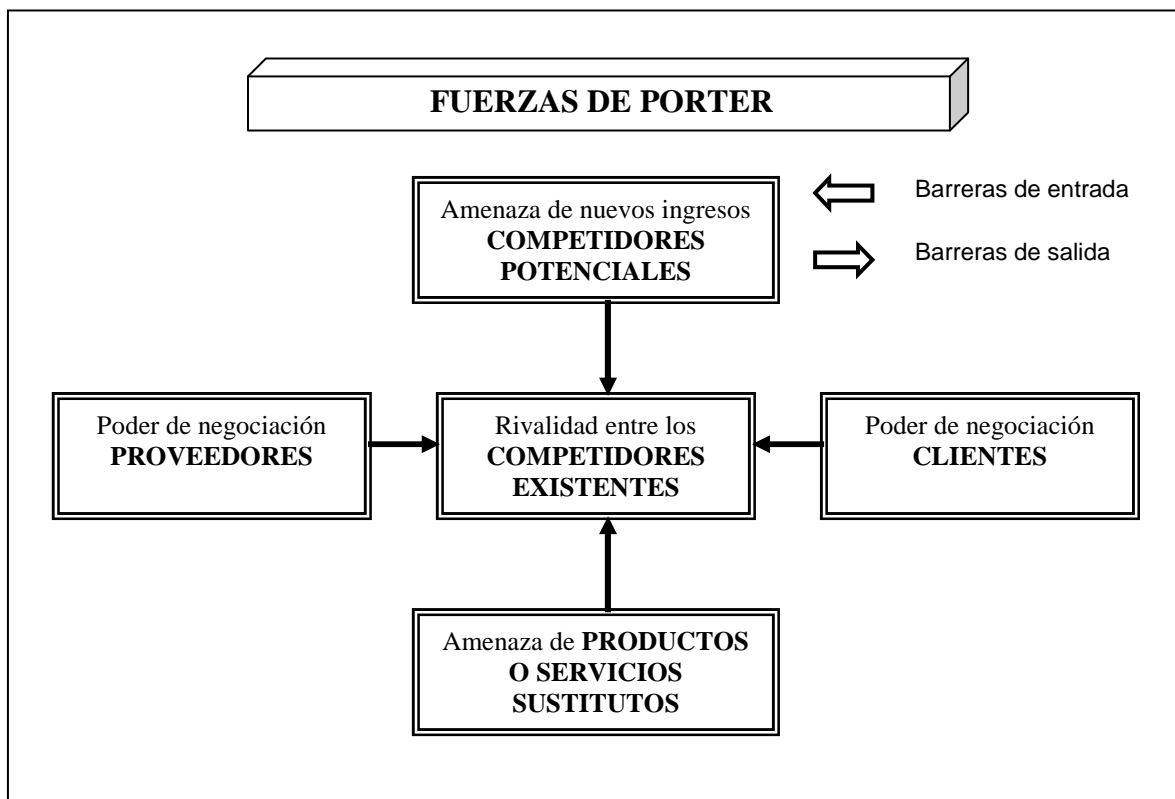 FUERZAS DE PORTER
Amenaza de nuevos ingresos
COMPETIDORES
POTENCIALES
Barreras de entrada
Barreras de salida
Poder de negociación
PROVEEDORES
Rivalidad entre los
COMPETIDORES
EXISTENTES
Poder de negociación
CLIENTES
Amenaza de PRODUCTOS
O SERVICIOS
SUSTITUTOS